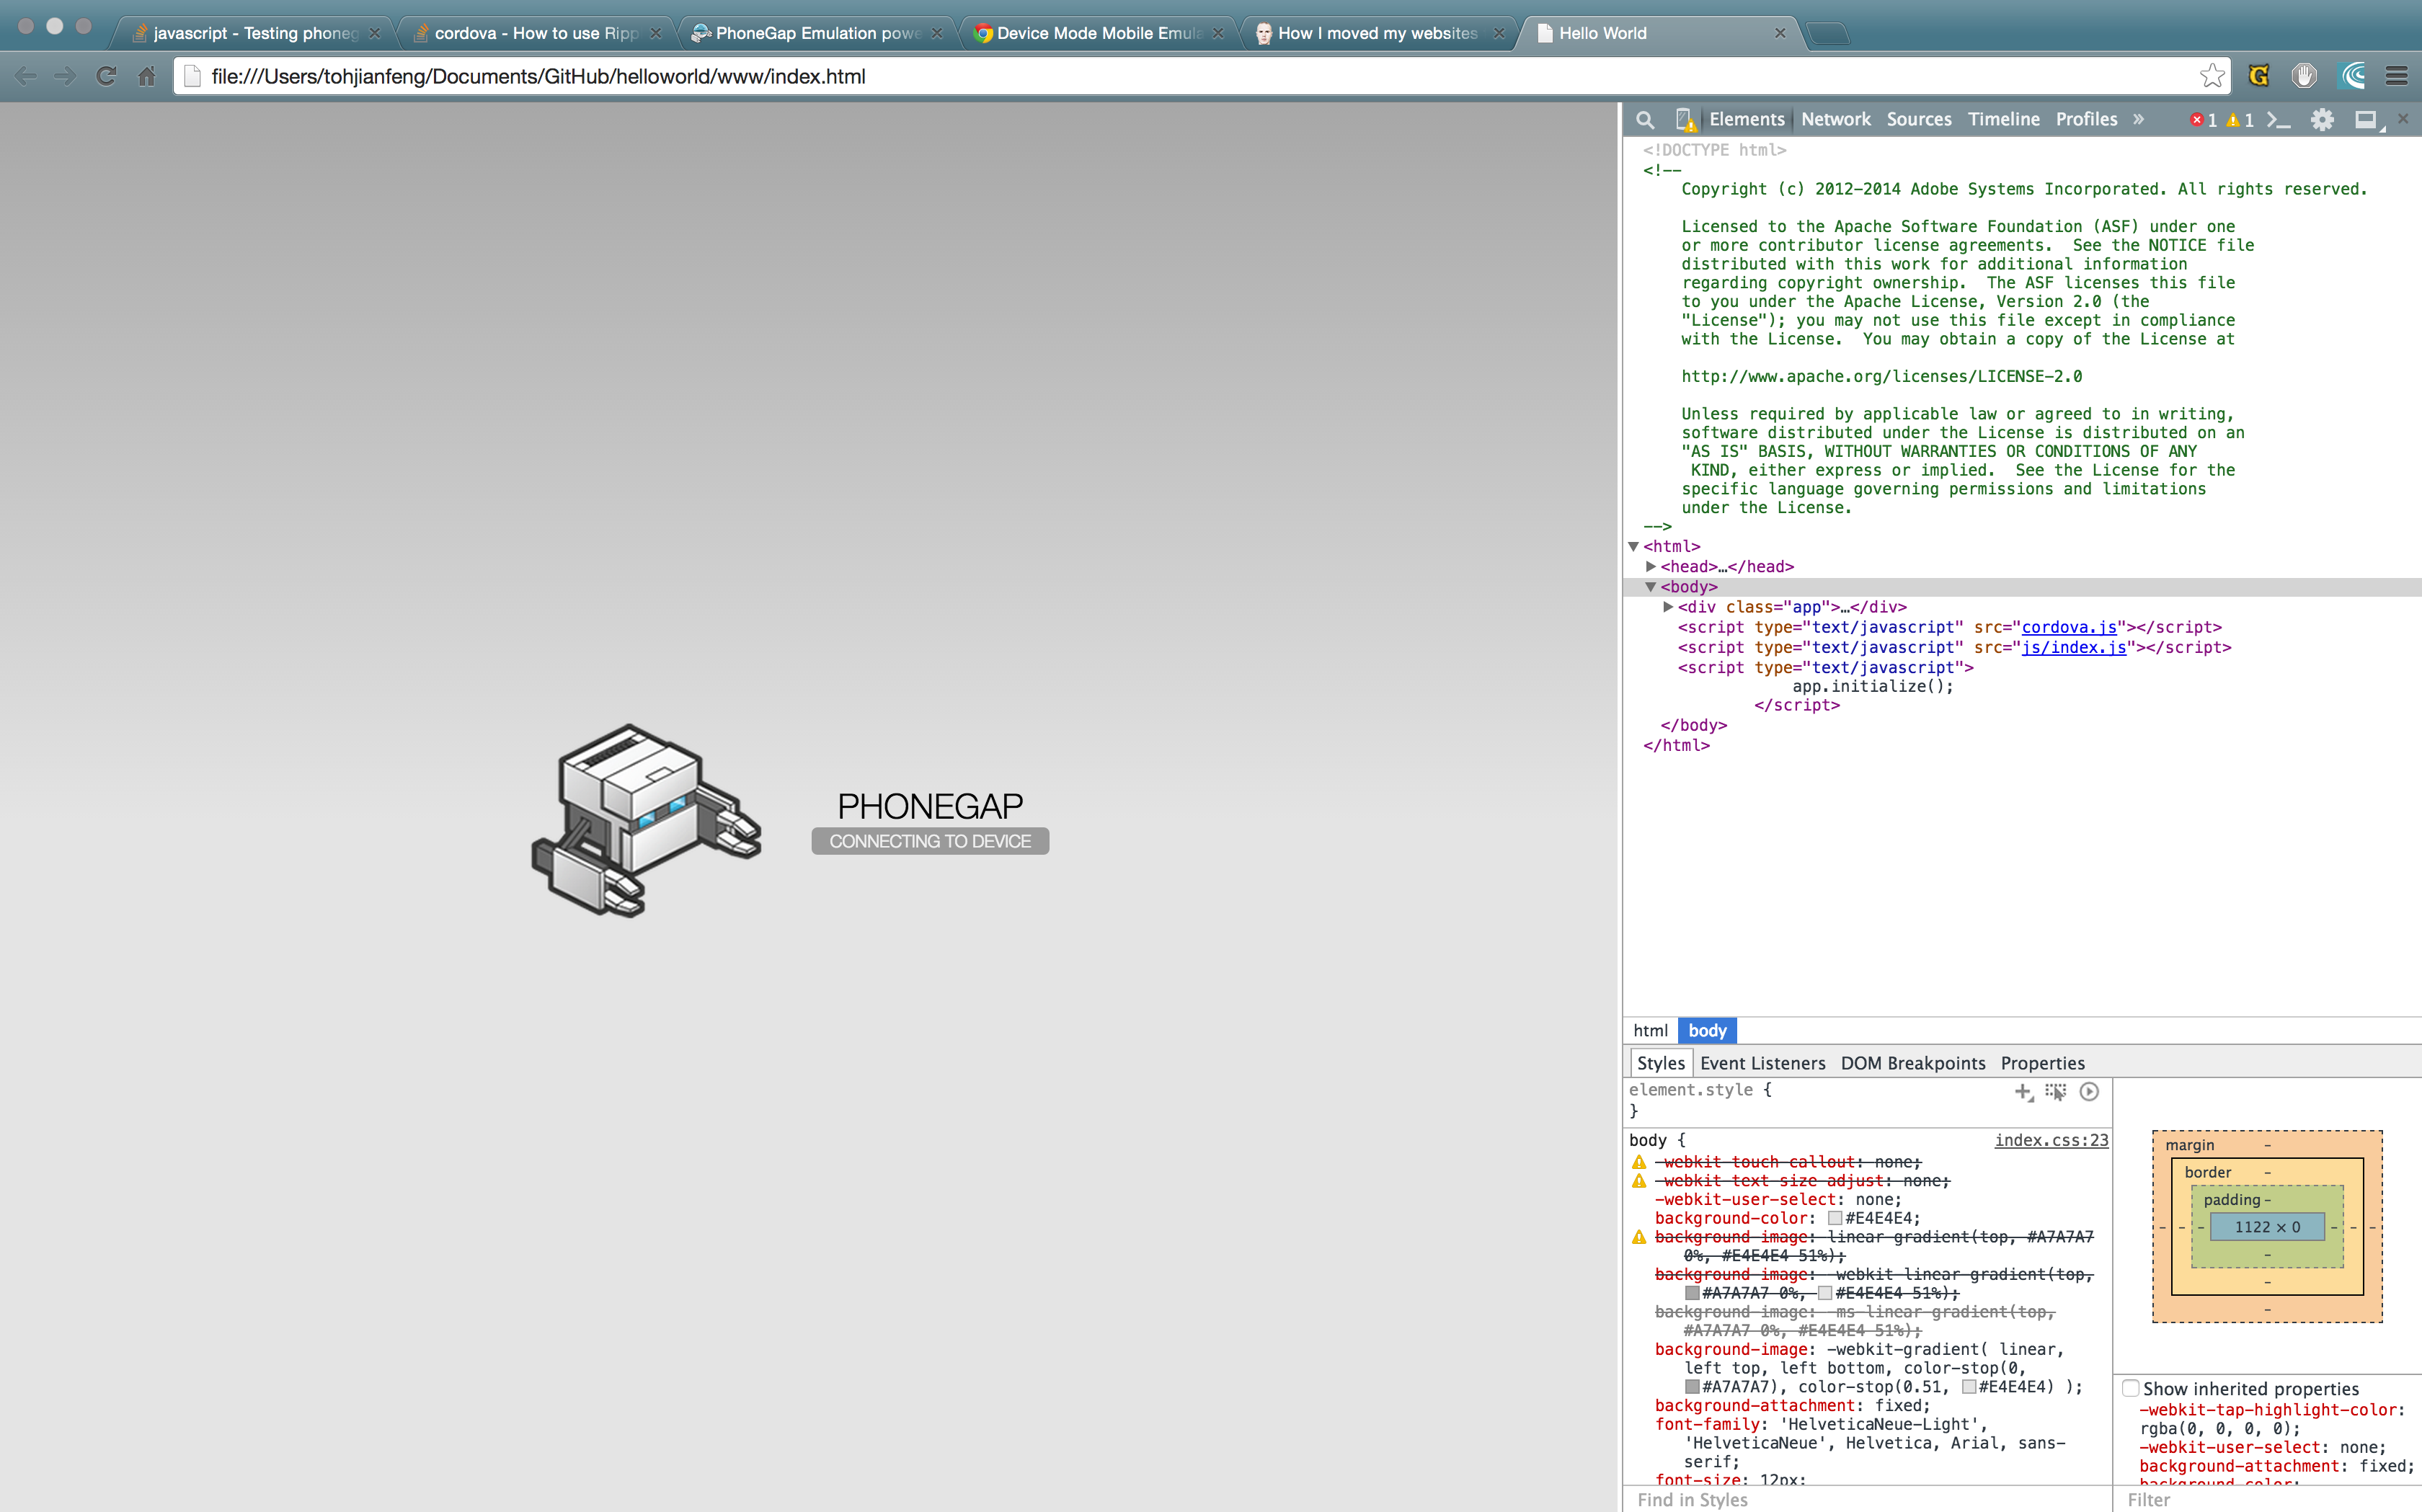 javascript - Testing phoneg
cordova - How to use Ripp
PhoneGap Emulation powe
Device Mode Mobile Emula
How I moved my websites
Hello World
file:///Users/tohjianfeng/Documents/GitHub/helloworld/www/index.html
Elements Network Sources Timeline Profiles » 1 1
<!DOCTYPE html>
<!--
Copyright (c) 2012-2014 Adobe Systems Incorporated. All rights reserved.
Licensed to the Apache Software Foundation (ASF) under one
or more contributor license agreements.  See the NOTICE file
distributed with this work for additional information
regarding copyright ownership.  The ASF licenses this file
to you under the Apache License, Version 2.0 (the
"License"); you may not use this file except in compliance
with the License.  You may obtain a copy of the License at
http://www.apache.org/licenses/LICENSE-2.0
Unless required by applicable law or agreed to in writing,
software distributed under the License is distributed on an
"AS IS" BASIS, WITHOUT WARRANTIES OR CONDITIONS OF ANY
KIND, either express or implied.  See the License for the
specific language governing permissions and limitations
under the License.
-->
<html>
<head>…</head>
<body>
<div class="app">…</div>
<script type="text/javascript" src="cordova.js"></script>
<script type="text/javascript" src="js/index.js"></script>
<script type="text/javascript">
app.initialize();
</script>
</body>
</html>
PHONEGAP
CONNECTING TO DEVICE
html body
Styles Event Listeners DOM Breakpoints Properties
element.style {
}
body { index.css:23
-webkit-touch-callout: none;
-webkit-text-size-adjust: none;
-webkit-user-select: none;
background-color: #E4E4E4;
background-image: linear-gradient(top, #A7A7A7
0%, #E4E4E4 51%);
background-image: -webkit-linear-gradient(top,
#A7A7A7 0%, #E4E4E4 51%);
background-image: -ms-linear-gradient(top,
#A7A7A7 0%, #E4E4E4 51%);
background-image: -webkit-gradient( linear,
left top, left bottom, color-stop(0,
#A7A7A7), color-stop(0.51, #E4E4E4) );
background-attachment: fixed;
font-family: 'HelveticaNeue-Light',
'HelveticaNeue', Helvetica, Arial, sans-
serif;
font-size: 12px;
Find in Styles
margin -
border -
padding -
- - - 1122 × 0 - - -
-
-
-
Show inherited properties
-webkit-tap-highlight-color:
rgba(0, 0, 0, 0);
-webkit-user-select: none;
background-attachment: fixed;
background-color:
Filter